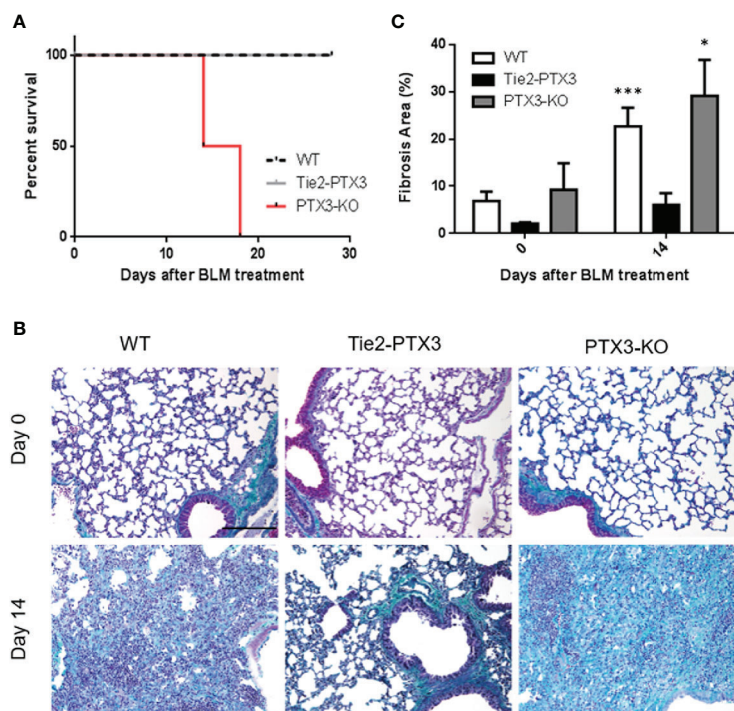 A
100
50
0
Percent survival
WT
Tie2-PTX3
PTX3-KO
0
10
20
30
Days after BLM treatment
C
40
30
20
10
0
Fibrosis Area (%)
WT
Tie2-PTX3
PTX3-KO
***
*
0
14
Days after BLM treatment
B
WT
Tie2-PTX3
PTX3-KO
Day 0
Day 14